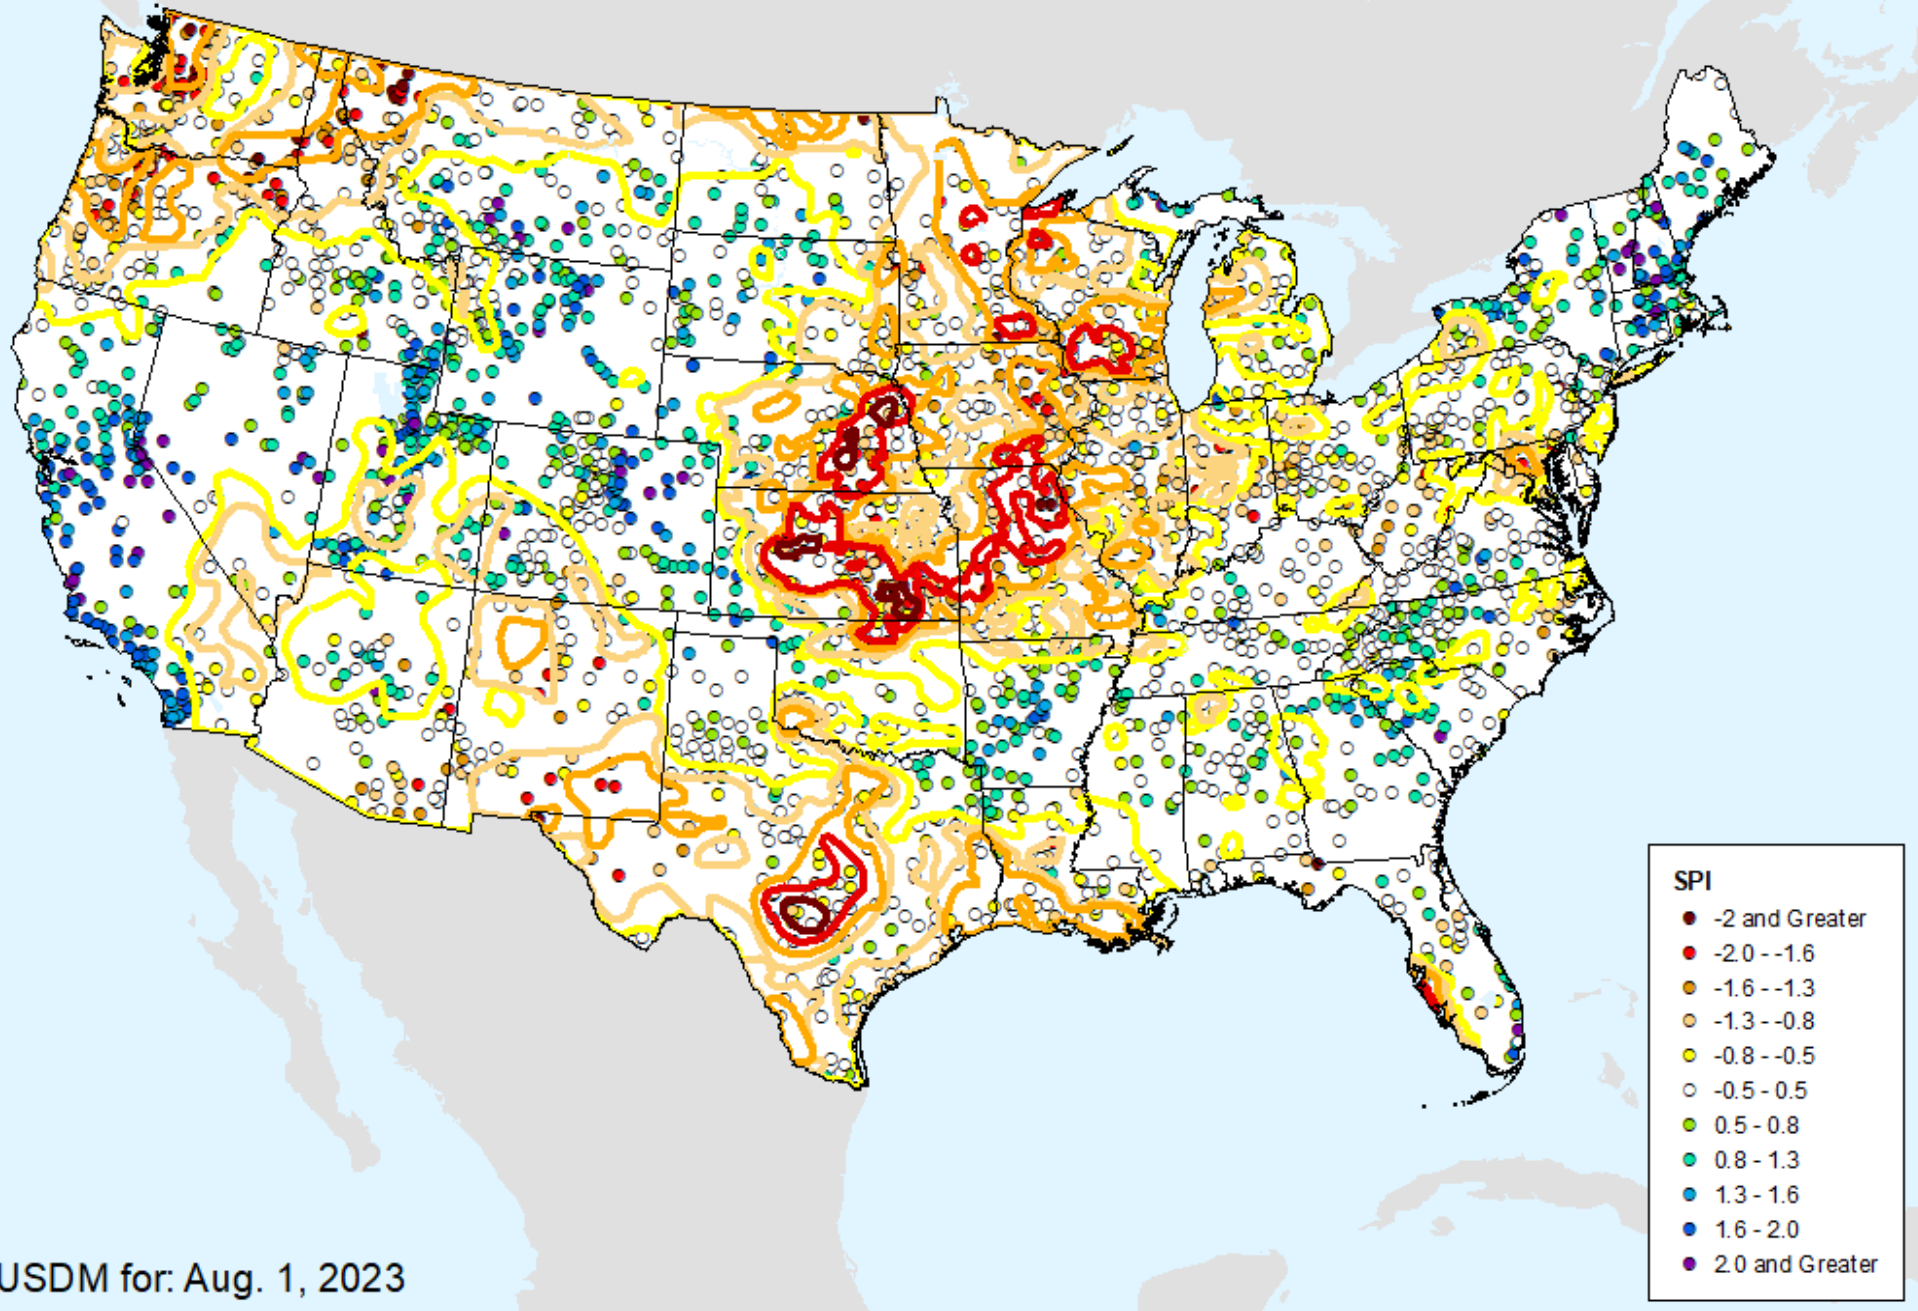 SPI
-2 and Greater
-2.0 - -1.6
-1.6 - -1.3
-1.3 - -0.8
-0.8 - -0.5
-0.5 - 0.5
0.5 - 0.8
0.8 - 1.3
1.3 - 1.6
1.6 - 2.0
2.0 and Greater
USDM for: Aug. 1, 2023